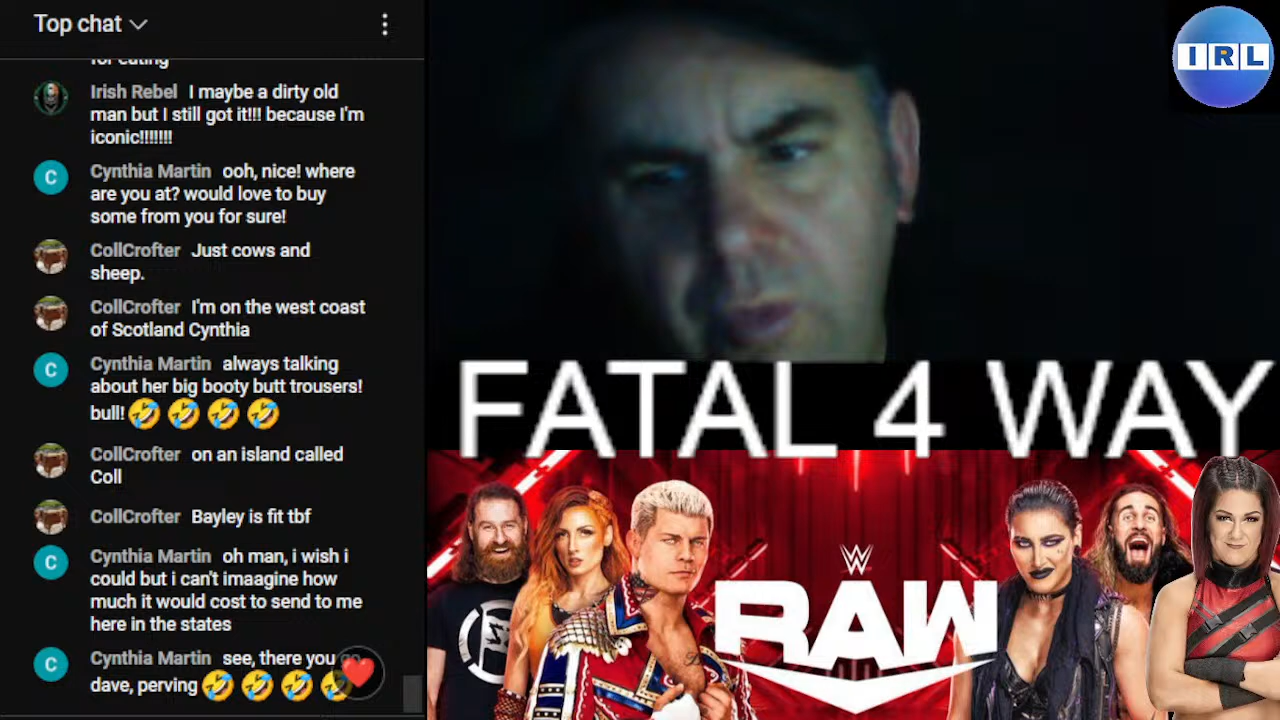 Top chat
for eating
Irish Rebel I maybe a dirty old
man but I still got it!!! because I'm
iconic!!!!!!!
C
Cynthia Martin ooh, nice! where
are you at? would love to buy
some from you for sure!
CollCrofter Just cows and
sheep.
CollCrofter I'm on the west coast
of Scotland Cynthia
C
Cynthia Martin always talking
about her big booty butt trousers!
bull!🤣🤣🤣🤣
CollCrofter on an island called
Coll
CollCrofter Bayley is fit tbf
C
Cynthia Martin oh man, i wish i
could but i can't imaagine how
much it would cost to send to me
here in the states
C
Cynthia Martin see, there you
dave, perving 🤣🤣🤣🤣
IRL
FATAL 4 WAY
W
RAW